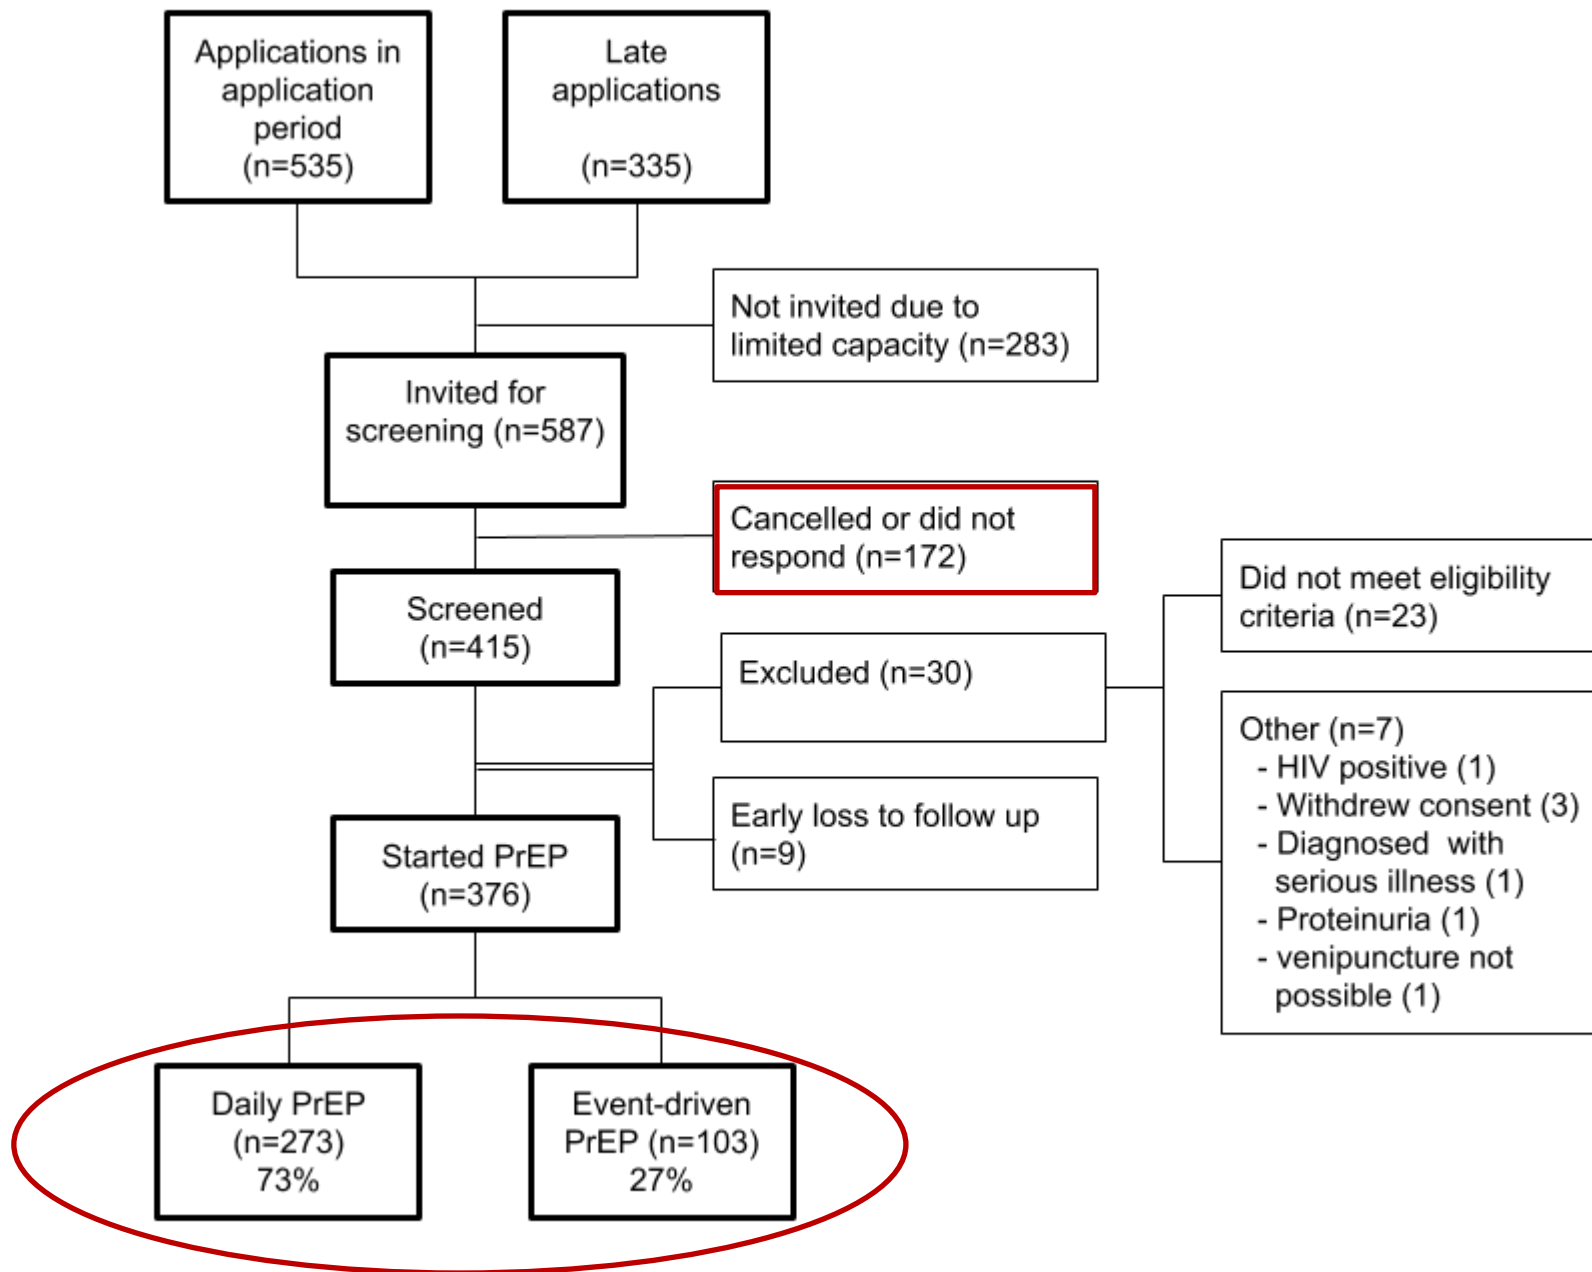 Applications in
application
period
(n=535)
Late
applications
(n=335)
Not invited due to
limited capacity (n=283)
Invited for
screening (n=587)
Cancelled or did not
respond (n=172)
Screened
(n=415)
Did not meet eligibility
criteria (n=23)
Excluded (n=30)
Other (n=7)
- HIV positive (1)
- Withdrew consent (3)
- Diagnosed with
serious illness (1)
- Proteinuria (1)
- venipuncture not
possible (1)
Early loss to follow up
(n=9)
Started PrEP
(n=376)
Daily PrEP
(n=273)
73%
Event-driven
PrEP (n=103)
27%